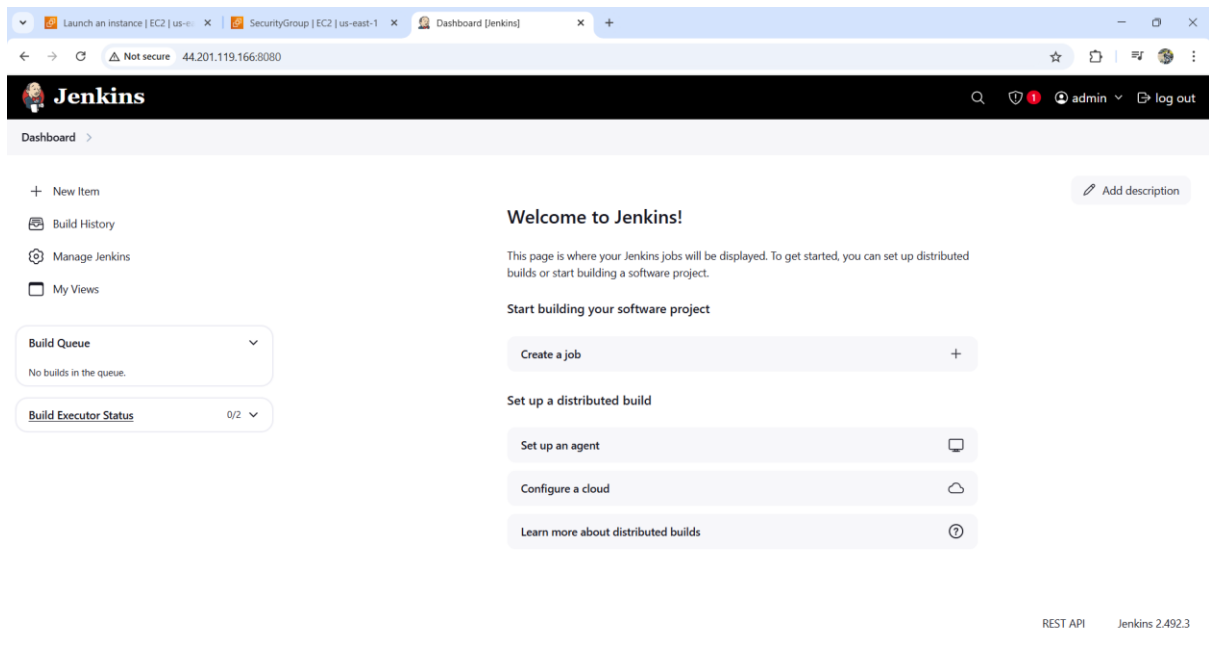 Launch an instance | EC2 | us-ea
SecurityGroup | EC2 | us-east-1
Dashboard [Jenkins]
Not secure 44.201.119.166:8080
Jenkins
1 admin log out
Dashboard
New Item
Build History
Manage Jenkins
My Views
Build Queue
No builds in the queue.
Build Executor Status 0/2
Add description
Welcome to Jenkins!
This page is where your Jenkins jobs will be displayed. To get started, you can set up distributed
builds or start building a software project.
Start building your software project
Create a job
Set up a distributed build
Set up an agent
Configure a cloud
Learn more about distributed builds
REST API Jenkins 2.492.3